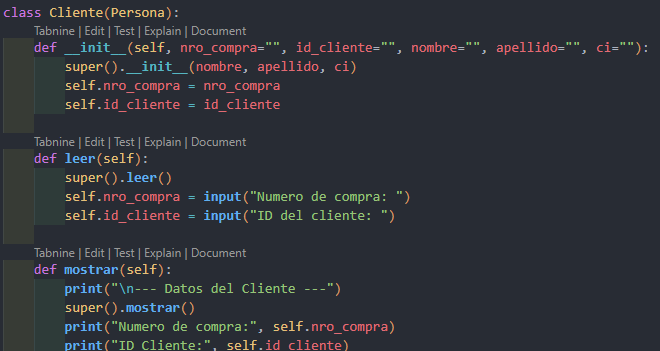 class Cliente(Persona):
Tabnine | Edit | Test | Explain | Document
def __init__(self, nro_compra="", id_cliente="", nombre="", apellido="", ci=""):
super().__init__(nombre, apellido, ci)
self.nro_compra = nro_compra
self.id_cliente = id_cliente
Tabnine | Edit | Test | Explain | Document
def leer(self):
super().leer()
self.nro_compra = input("Numero de compra: ")
self.id_cliente = input("ID del cliente: ")
Tabnine | Edit | Test | Explain | Document
def mostrar(self):
print("\n--- Datos del Cliente ---")
super().mostrar()
print("Numero de compra:", self.nro_compra)
print("ID Cliente:", self.id_cliente)